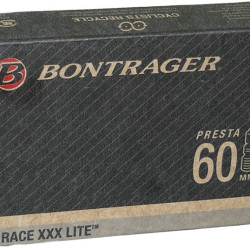 CYCLISTS RECYCLE
B BONTRAGER
PRESTA
60
MM
RACE XXX LITE™